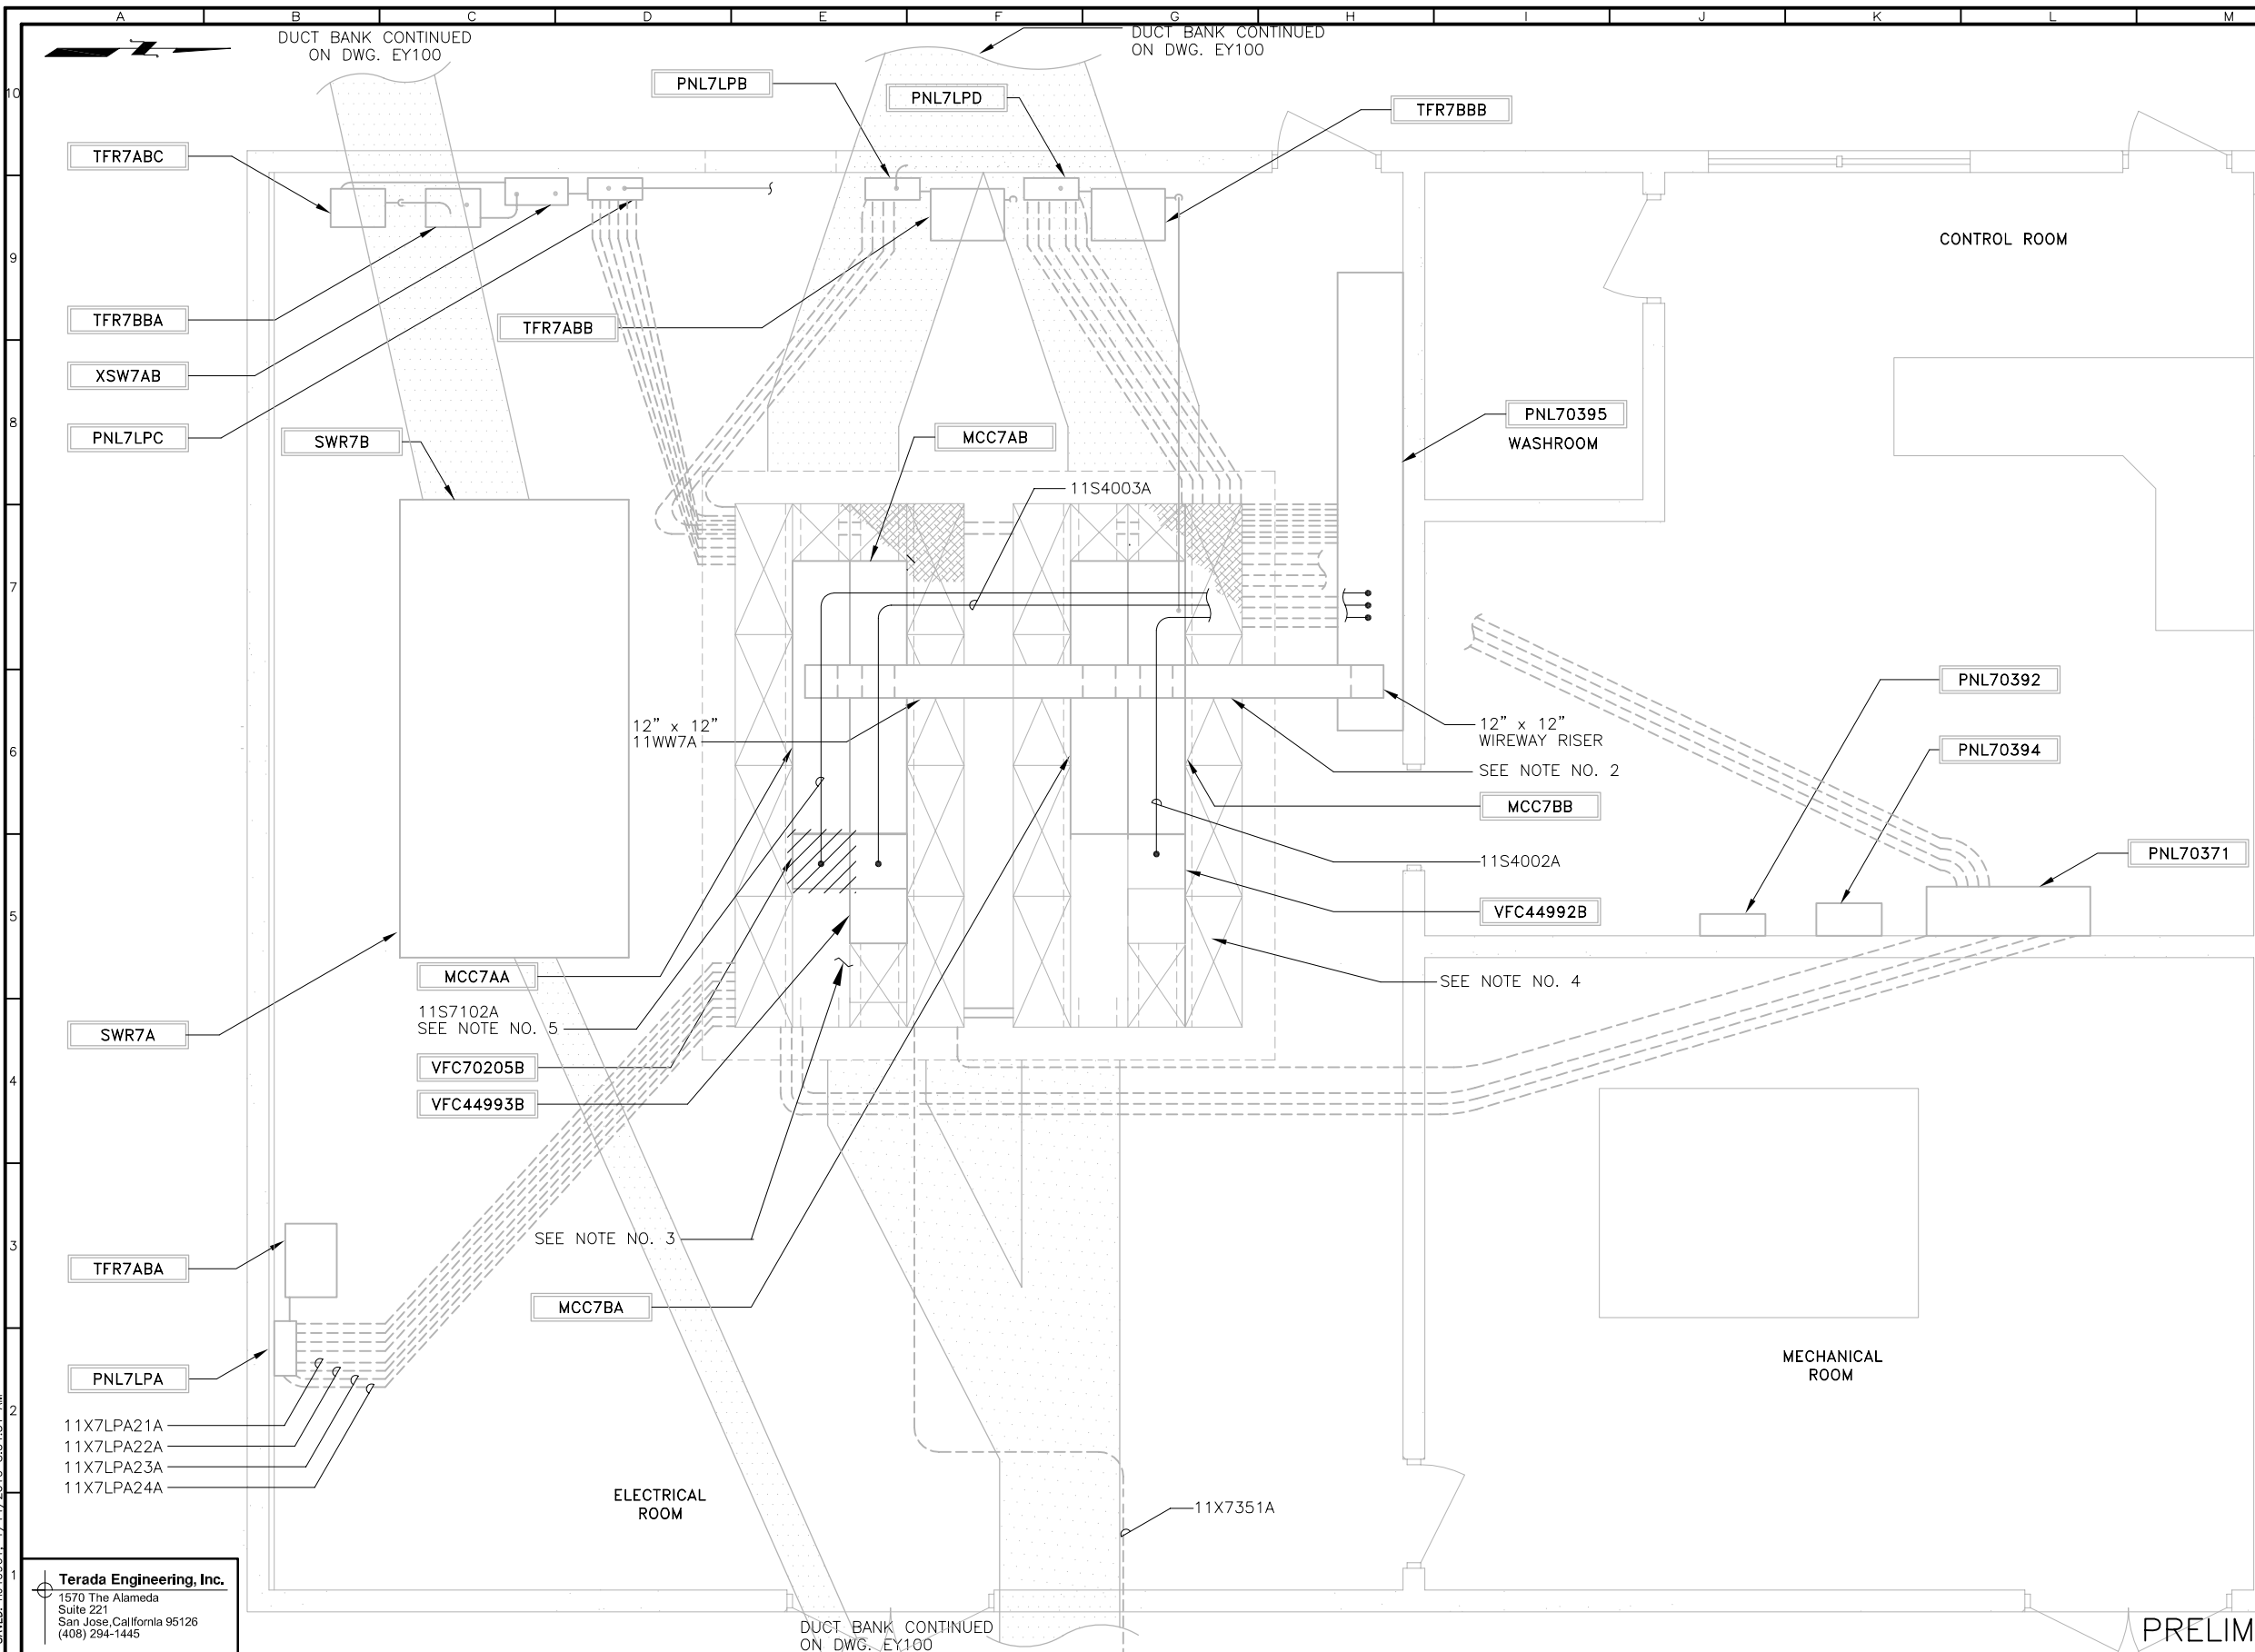 A B C D E F G H I J K L M
10
9
8
7
6
5
4
3
2
1
DUCT BANK CONTINUED
ON DWG. EY100
DUCT BANK CONTINUED
ON DWG. EY100
PNL7LPB
PNL7LPD
TFR7BBB
TFR7ABC
CONTROL ROOM
TFR7BBA
TFR7ABB
XSW7AB
PNL7LPC
SWR7B
MCC7AB
PNL70395
WASHROOM
11S4003A
PNL70392
12" x 12"
11WW7A
12" x 12"
WIREWAY RISER
PNL70394
SEE NOTE NO. 2
MCC7BB
PNL70371
11S4002A
VFC44992B
MCC7AA
SEE NOTE NO. 4
11S7102A
SEE NOTE NO. 5
SWR7A
VFC70205B
VFC44993B
SEE NOTE NO. 3
TFR7ABA
MCC7BA
MECHANICAL
ROOM
PNL7LPA
11X7LPA21A
11X7LPA22A
11X7LPA23A
11X7LPA24A
ELECTRICAL
ROOM
11X7351A
Terada Engineering, Inc.
1570 The Alameda
Suite 221
San Jose, California 95126
(408) 294-1445
DUCT BANK CONTINUED
ON DWG. EY100
PRELIM